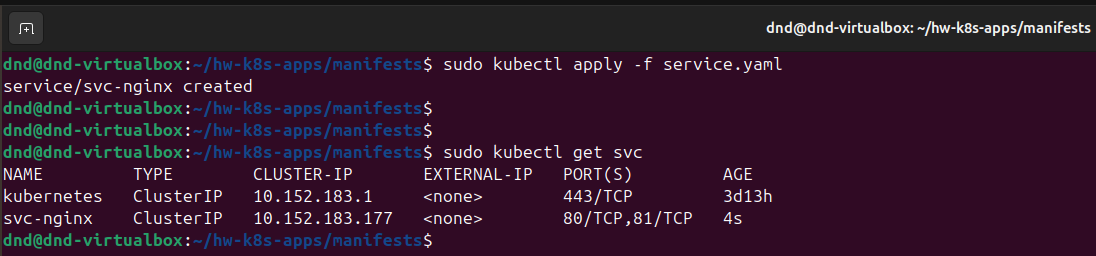 dnd@dnd-virtualbox: ~/hw-k8s-apps/manifests
dnd@dnd-virtualbox:~/hw-k8s-apps/manifests$ sudo kubectl apply -f service.yaml
service/svc-nginx created
dnd@dnd-virtualbox:~/hw-k8s-apps/manifests$
dnd@dnd-virtualbox:~/hw-k8s-apps/manifests$
dnd@dnd-virtualbox:~/hw-k8s-apps/manifests$ sudo kubectl get svc
NAME         TYPE        CLUSTER-IP       EXTERNAL-IP   PORT(S)         AGE
kubernetes   ClusterIP   10.152.183.1     <none>        443/TCP         3d13h
svc-nginx    ClusterIP   10.152.183.177   <none>        80/TCP,81/TCP   4s
dnd@dnd-virtualbox:~/hw-k8s-apps/manifests$